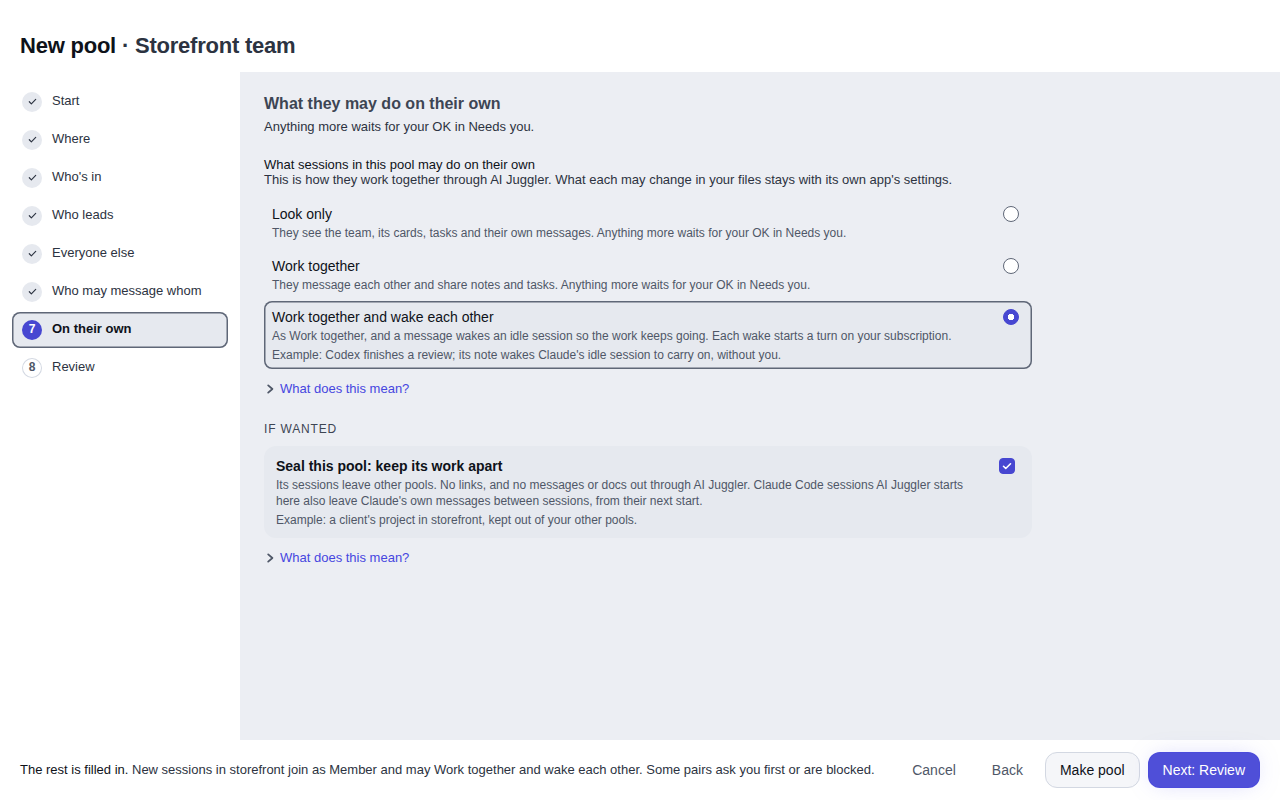 New pool · Storefront team
Start
Where
Who's in
Who leads
Everyone else
Who may message whom
7 On their own
8 Review
What they may do on their own
Anything more waits for your OK in Needs you.
What sessions in this pool may do on their own
This is how they work together through AI Juggler. What each may change in your files stays with its own app's settings.
Look only
They see the team, its cards, tasks and their own messages. Anything more waits for your OK in Needs you.
Work together
They message each other and share notes and tasks. Anything more waits for your OK in Needs you.
Work together and wake each other
As Work together, and a message wakes an idle session so the work keeps going. Each wake starts a turn on your subscription.
Example: Codex finishes a review; its note wakes Claude's idle session to carry on, without you.
What does this mean?
IF WANTED
Seal this pool: keep its work apart
Its sessions leave other pools. No links, and no messages or docs out through AI Juggler. Claude Code sessions AI Juggler starts
here also leave Claude's own messages between sessions, from their next start.
Example: a client's project in storefront, kept out of your other pools.
What does this mean?
The rest is filled in. New sessions in storefront join as Member and may Work together and wake each other. Some pairs ask you first or are blocked.
Cancel
Back
Make pool
Next: Review